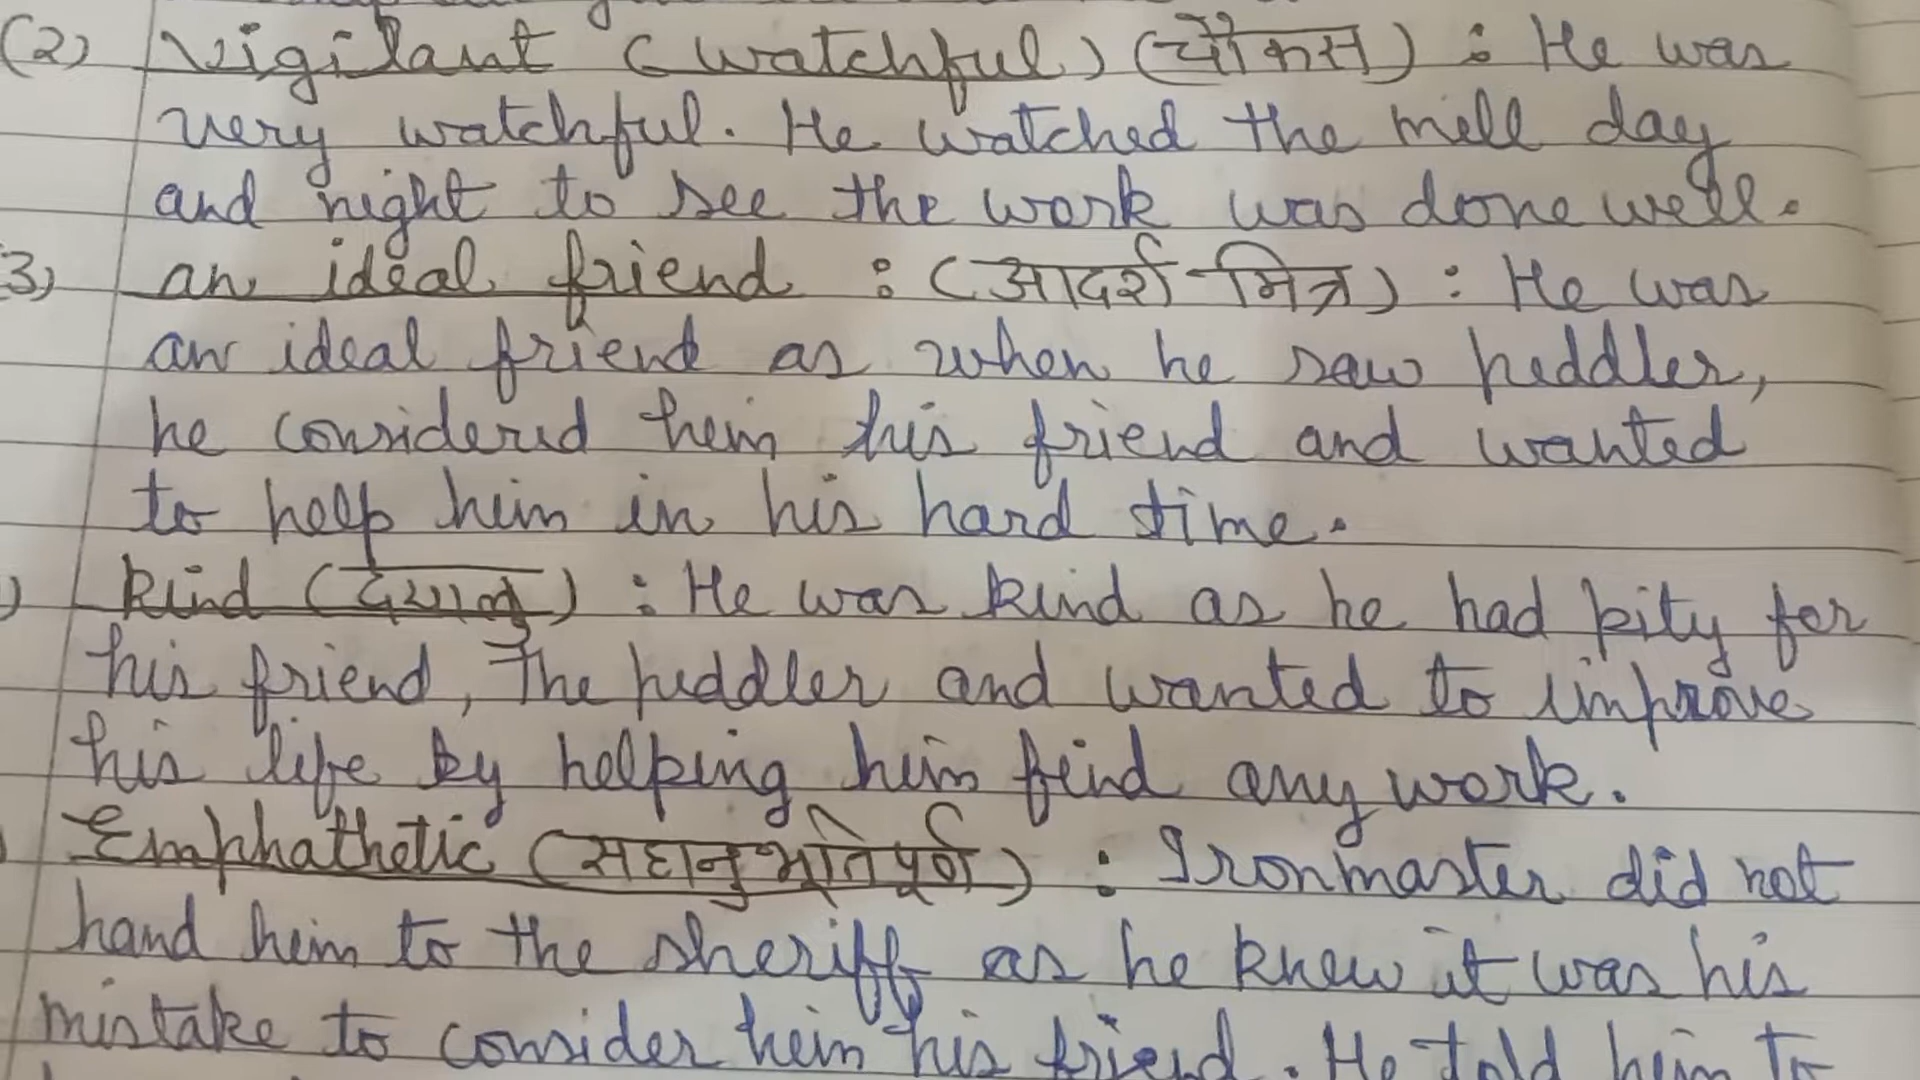 (2) Vigilant (watchful) (चौकस) : He was
very watchful. He watched the mill day
and night to see the work was done well.
3) an ideal friend : (आदर्श मित्र) : He was
an ideal friend as when he saw peddler,
he considered him his friend and wanted
to help him in his hard time.
) kind (दयालु) : He was kind as he had pity for
his friend, The peddler and wanted to improve
his life by helping him find any work.
) Emphathetic (सहानुभूतिपूर्ण) : Ironmaster did not
hand him to the sheriff as he knew it was his
mistake to consider him his friend. He told him to